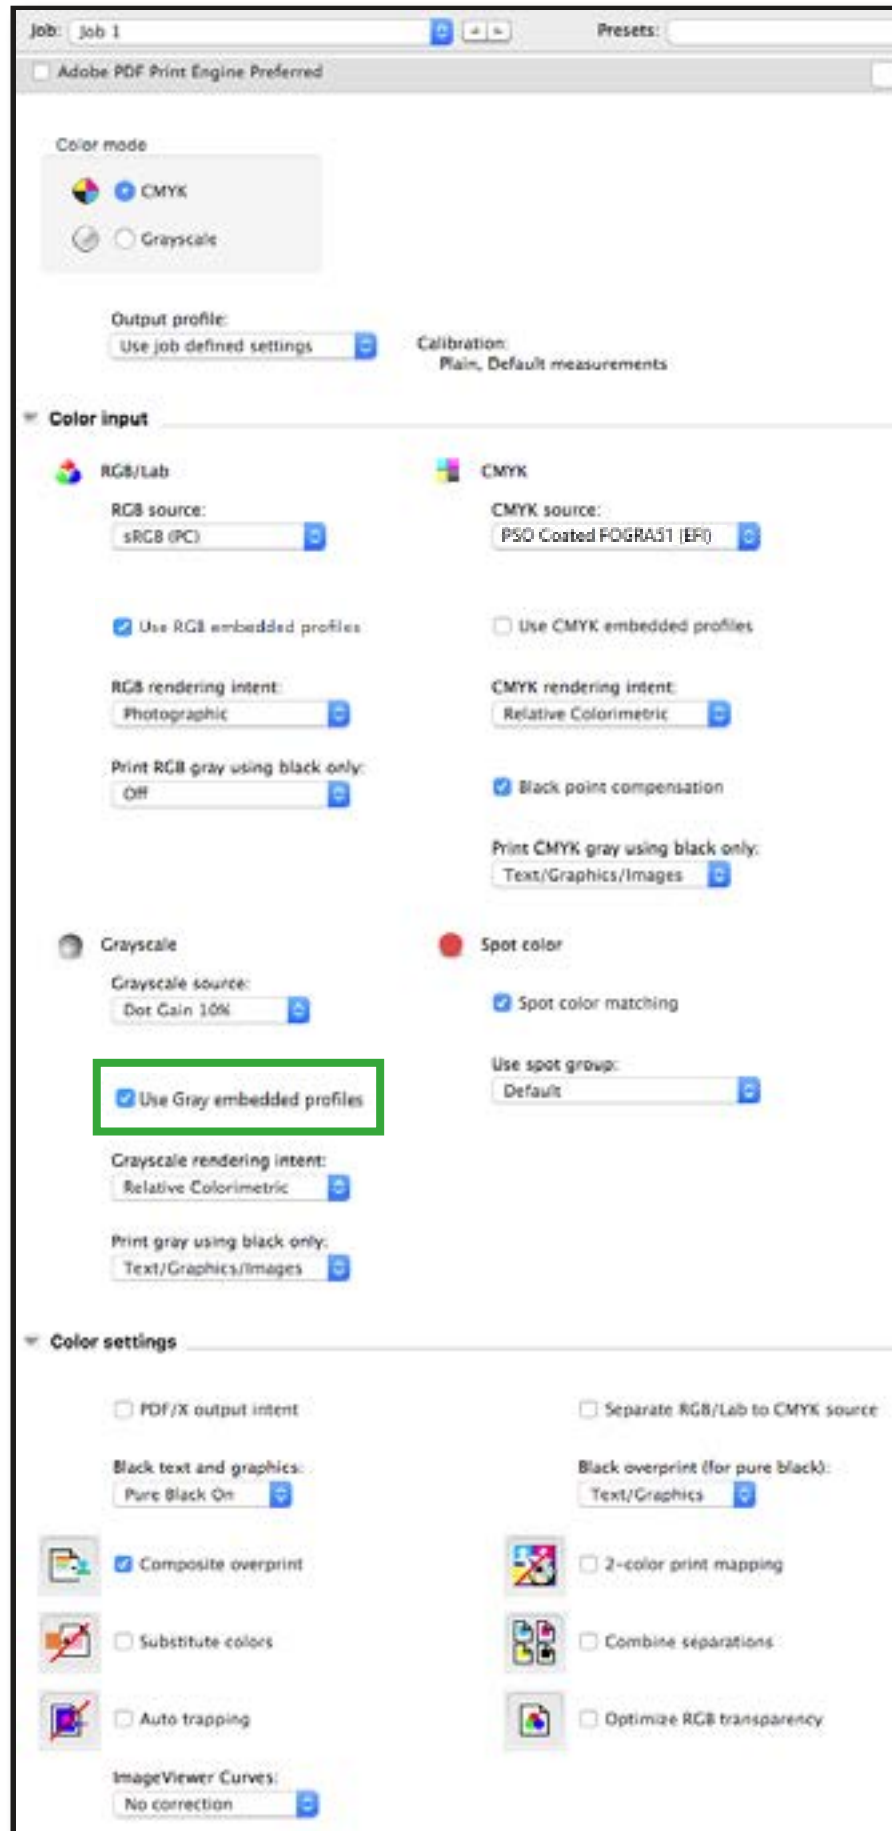 Job: Job 1 Presets:
Adobe PDF Print Engine Preferred
Color mode
CMYK
Grayscale
Output profile:
Use job defined settings
Calibration:
Plain, Default measurements
Color input
RGB/Lab
RGB source:
sRGB (PC)
Use RGB embedded profiles
RGB rendering intent:
Photographic
Print RGB gray using black only:
Off
CMYK
CMYK source:
PSO Coated FOGRA51 (EFI)
Use CMYK embedded profiles
CMYK rendering intent:
Relative Colorimetric
Black point compensation
Print CMYK gray using black only:
Text/Graphics/Images
Grayscale
Grayscale source:
Dot Gain 10%
Use Gray embedded profiles
Grayscale rendering intent:
Relative Colorimetric
Print gray using black only:
Text/Graphics/Images
Spot color
Spot color matching
Use spot group:
Default
Color settings
PDF/X output intent
Separate RGB/Lab to CMYK source
Black text and graphics:
Pure Black On
Black overprint (for pure black):
Text/Graphics
Composite overprint
2-color print mapping
Substitute colors
Combine separations
Auto trapping
Optimize RGB transparency
ImageViewer Curves:
No correction